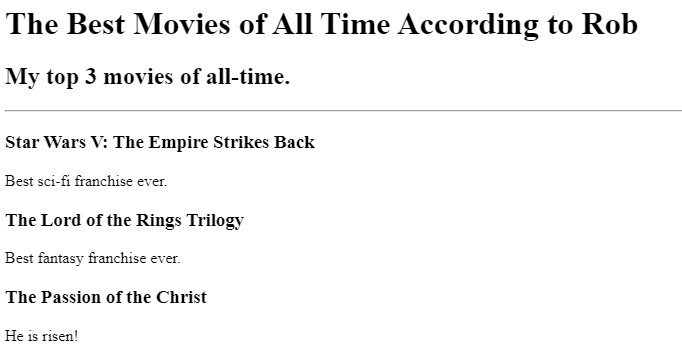 The Best Movies of All Time According to Rob
My top 3 movies of all-time.
Star Wars V: The Empire Strikes Back
Best sci-fi franchise ever.
The Lord of the Rings Trilogy
Best fantasy franchise ever.
The Passion of the Christ
He is risen!